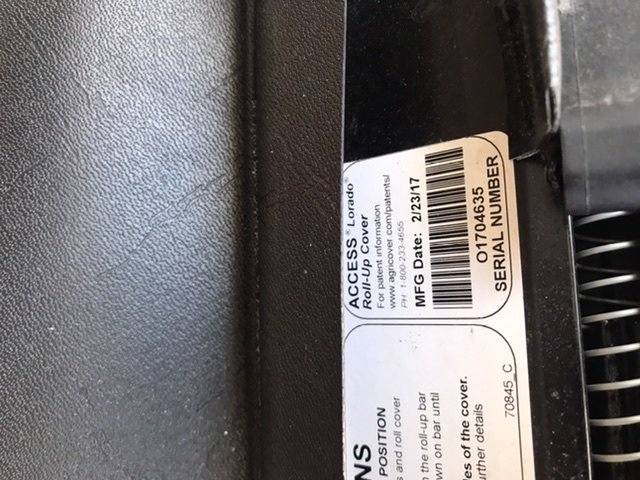 ACCESS® Lorado®
Roll-Up Cover
For patent information.
www.agricover.com/patents/
PH: 1-800-233-4655
MFG Date: 2/23/17
O1704635
SERIAL NUMBER
NS
POSITION
s and roll cover
n the roll-up bar
wn on bar until
les of the cover.
urther details
70845_C